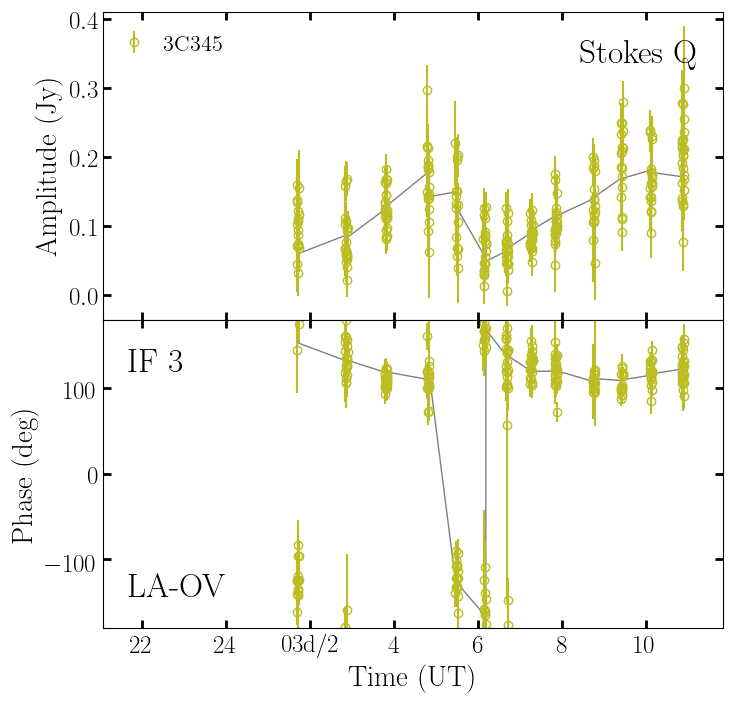 0.4
3C345
Stokes Q
0.3
0.2
0.1
0.0
Amplitude (Jy)
IF 3
100
0
−100
Phase (deg)
LA-OV
22 24 03d/2 4 6 8 10
Time (UT)